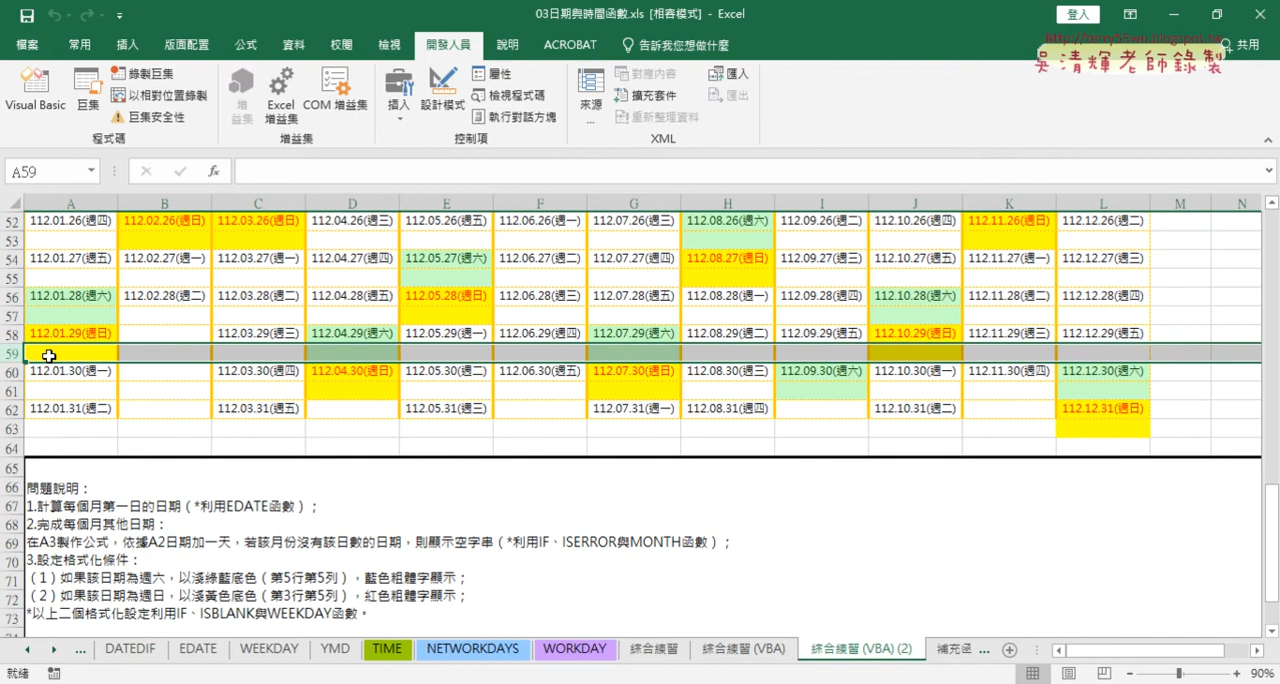 03日期與時間函數.xls [相容模式] - Excel
登入
檔案 常用 插入 版面配置 公式 資料 校閱 檢視 開發人員 說明 ACROBAT 告訴我您想做什麼 共用
http://terry55wu.blogspot.tw
吳清輝老師錄製
Visual Basic 巨集 錄製巨集 以相對位置錄製 巨集安全性
增益集 Excel 增益集 COM 增益集
插入 設計模式 屬性 檢視程式碼 執行對話方塊
來源... 對應內容 擴充套件 重新整理資料 匯入 匯出
程式碼 增益集 控制項 XML
A59 fx
A B C D E F G H I J K L M N
52 112.01.26(週四) 112.02.26(週日) 112.03.26(週日) 112.04.26(週三) 112.05.26(週五) 112.06.26(週一) 112.07.26(週三) 112.08.26(週六) 112.09.26(週二) 112.10.26(週四) 112.11.26(週日) 112.12.26(週二)
53
54 112.01.27(週五) 112.02.27(週一) 112.03.27(週一) 112.04.27(週四) 112.05.27(週六) 112.06.27(週二) 112.07.27(週四) 112.08.27(週日) 112.09.27(週三) 112.10.27(週五) 112.11.27(週一) 112.12.27(週三)
55
56 112.01.28(週六) 112.02.28(週二) 112.03.28(週二) 112.04.28(週五) 112.05.28(週日) 112.06.28(週三) 112.07.28(週五) 112.08.28(週一) 112.09.28(週四) 112.10.28(週六) 112.11.28(週二) 112.12.28(週四)
57
58 112.01.29(週日) 112.03.29(週三) 112.04.29(週六) 112.05.29(週一) 112.06.29(週四) 112.07.29(週六) 112.08.29(週二) 112.09.29(週五) 112.10.29(週日) 112.11.29(週三) 112.12.29(週五)
59
60 112.01.30(週一) 112.03.30(週四) 112.04.30(週日) 112.05.30(週二) 112.06.30(週五) 112.07.30(週日) 112.08.30(週三) 112.09.30(週六) 112.10.30(週一) 112.11.30(週四) 112.12.30(週六)
61
62 112.01.31(週二) 112.03.31(週五) 112.05.31(週三) 112.07.31(週一) 112.08.31(週四) 112.10.31(週二) 112.12.31(週日)
63
64
65
66 問題說明：
67 1.計算每個月第一日的日期（*利用EDATE函數）；
68 2.完成每個月其他日期：
69 在A3製作公式，依據A2日期加一天，若該月份沒有該日數的日期，則顯示空字串（*利用IF、ISERROR與MONTH函數）；
70 3.設定格式化條件：
71 （1）如果該日期為週六，以淺綠藍底色（第5行第5列），藍色粗體字顯示；
72 （2）如果該日期為週日，以淺黃色底色（第3行第5列），紅色粗體字顯示；
73 *以上二個格式化設定利用IF、ISBLANK與WEEKDAY函數。
... DATEDIF EDATE WEEKDAY YMD TIME NETWORKDAYS WORKDAY 綜合練習 綜合練習 (VBA) 綜合練習 (VBA) (2) 補充函 ...
就緒 90%